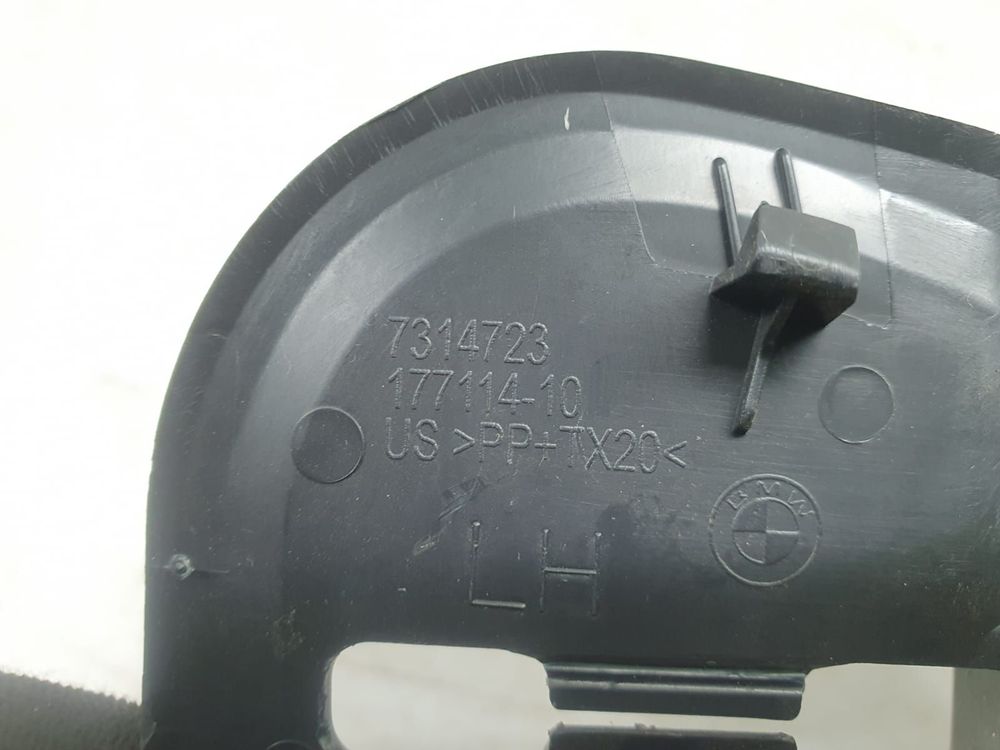 7314723
177114-10
US >PP+TX20<
LH
BMW